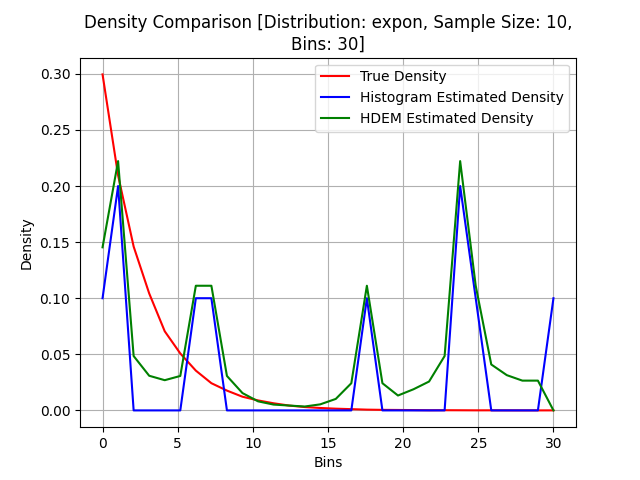 Density Comparison [Distribution: expon, Sample Size: 10,
Bins: 30]
True Density
Histogram Estimated Density
HDEM Estimated Density
Density
0.30
0.25
0.20
0.15
0.10
0.05
0.00
0 5 10 15 20 25 30
Bins